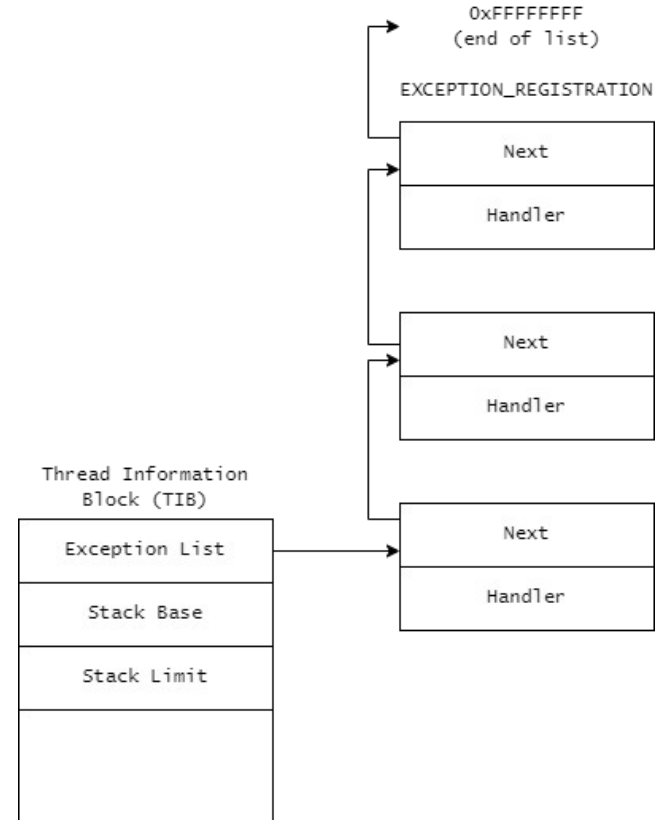 0xFFFFFFFF
(end of list)
EXCEPTION_REGISTRATION
Next
Handler
Next
Handler
Next
Handler
Thread Information
Block (TIB)
Exception List
Stack Base
Stack Limit